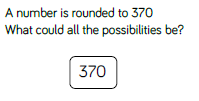 A number is rounded to 370
What could all the possibilities be?
370